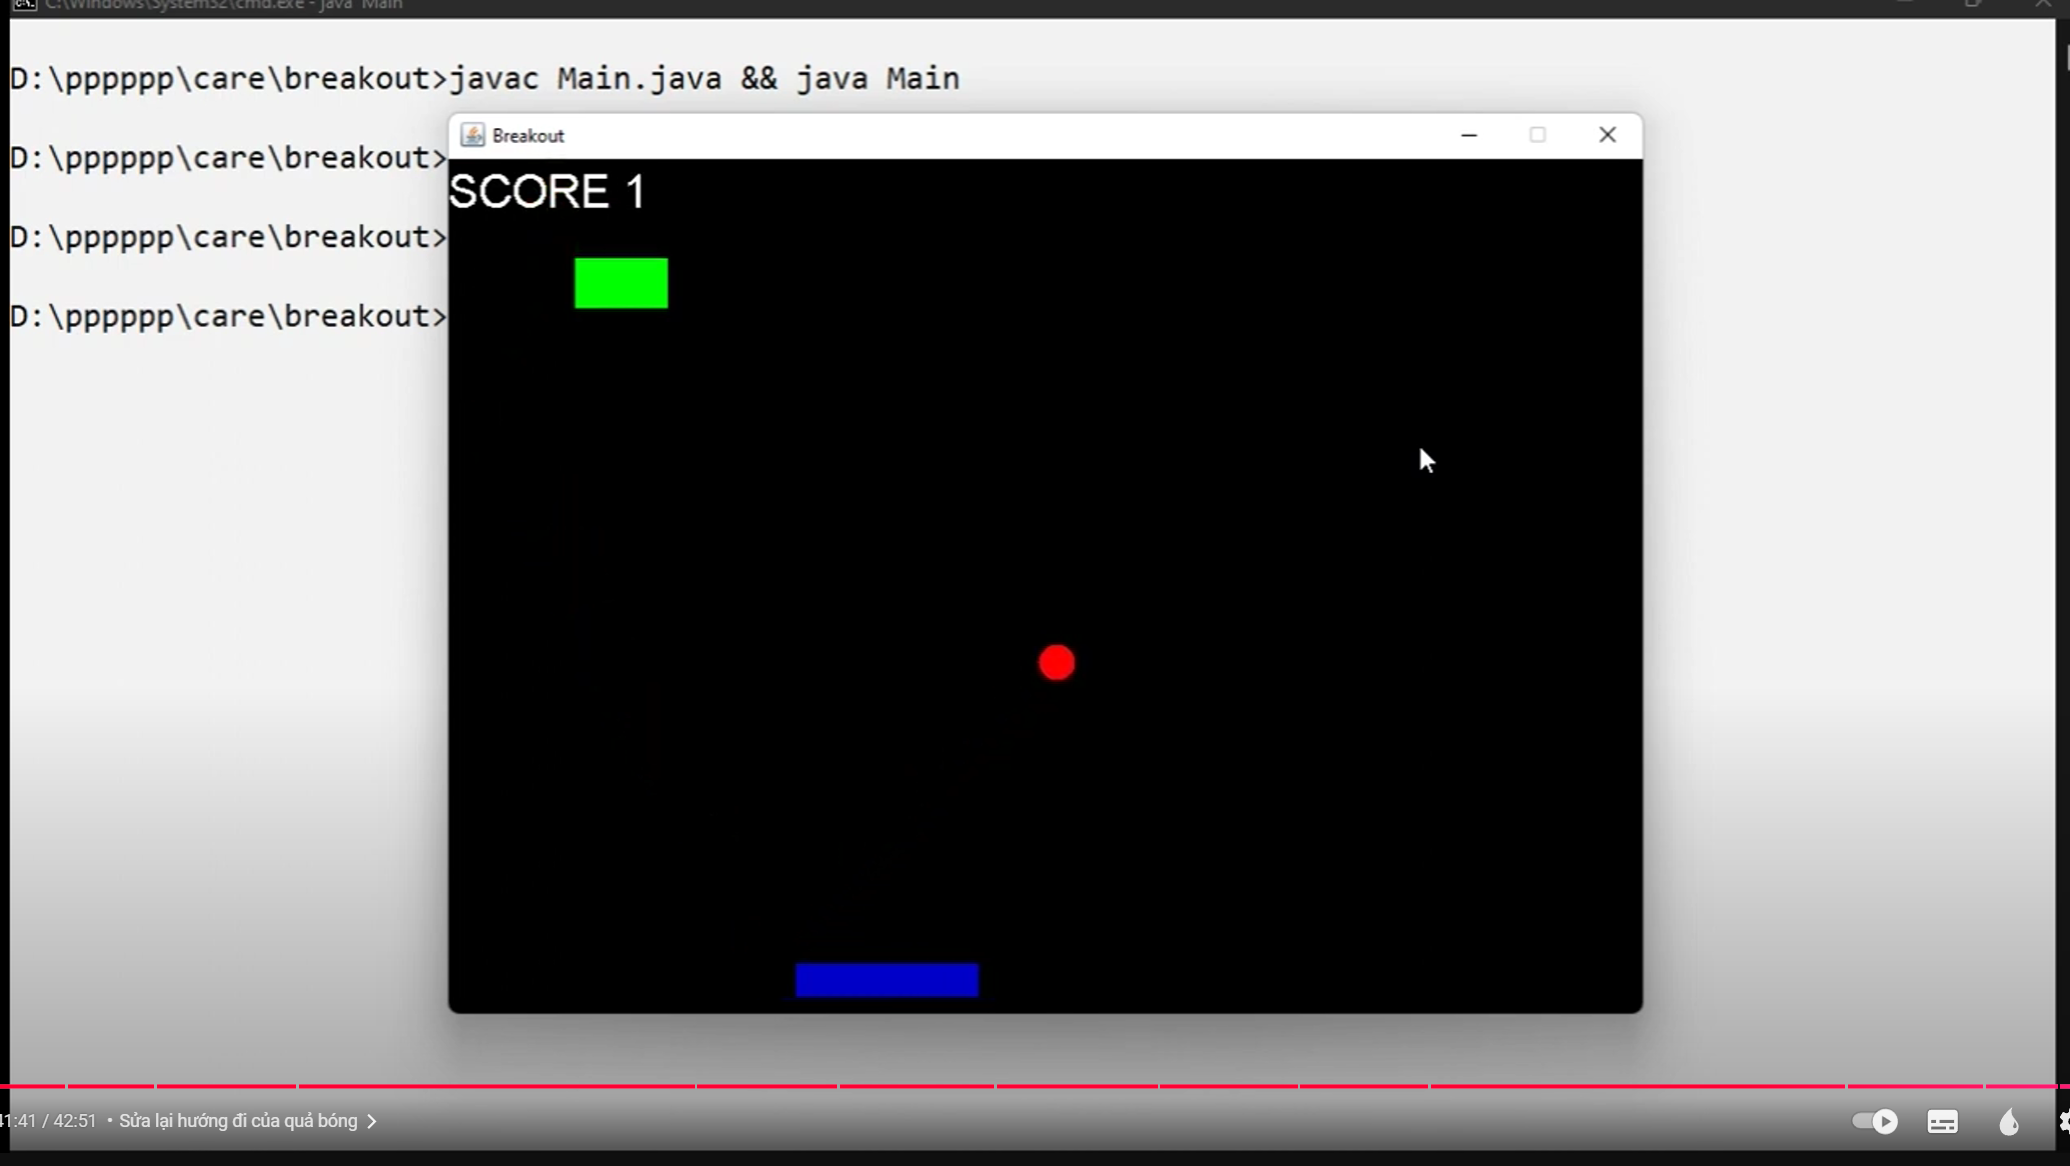 C:\Windows\System32\cmd.exe - java Main
D:\pppppp\care\breakout>javac Main.java && java Main
Breakout
D:\pppppp\care\breakout>
SCORE 1
D:\pppppp\care\breakout>
D:\pppppp\care\breakout>
41:41 / 42:51 • Sửa lại hướng đi của quả bóng